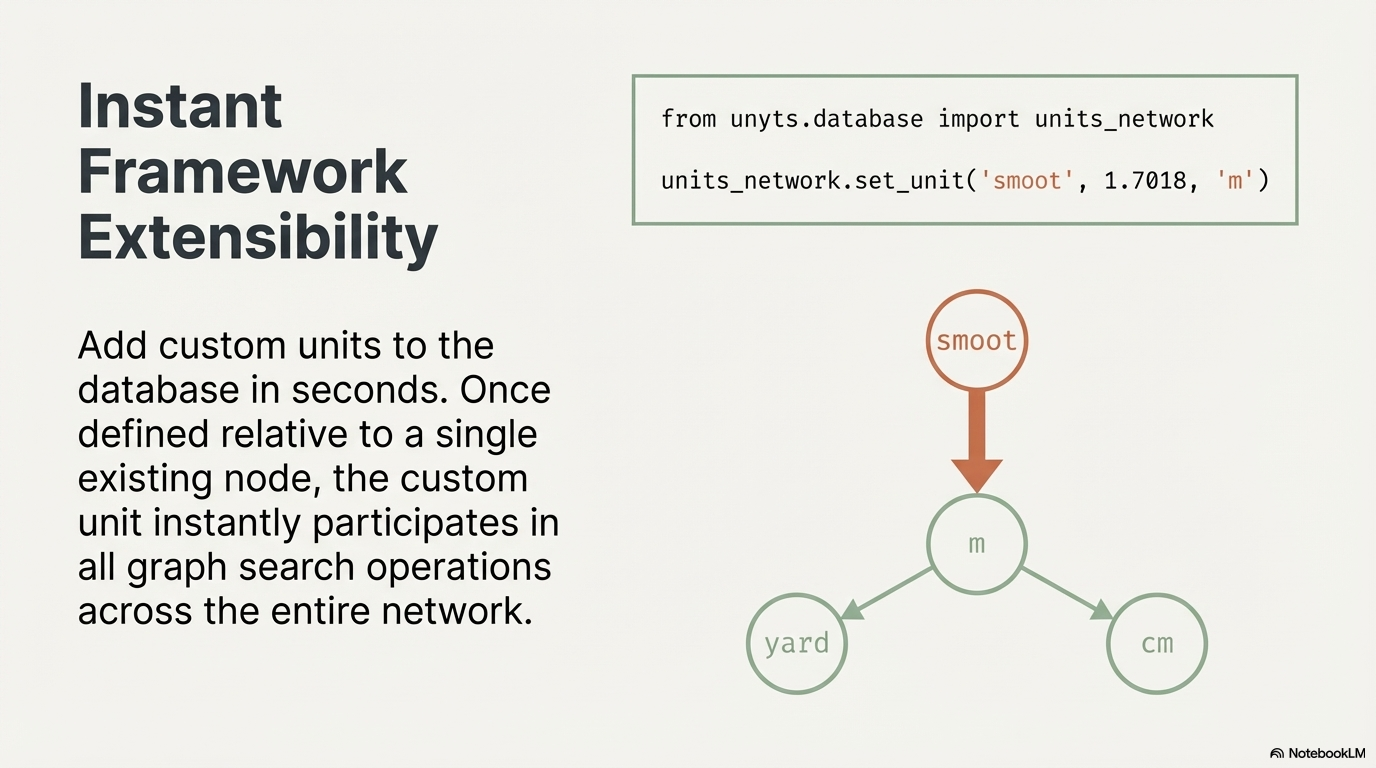 Instant
Framework
Extensibility
Add custom units to the
database in seconds. Once
defined relative to a single
existing node, the custom
unit instantly participates in
all graph search operations
across the entire network.
from unyts.database import units_network
units_network.set_unit('smoot', 1.7018, 'm')
smoot
m
yard
cm
NotebookLM